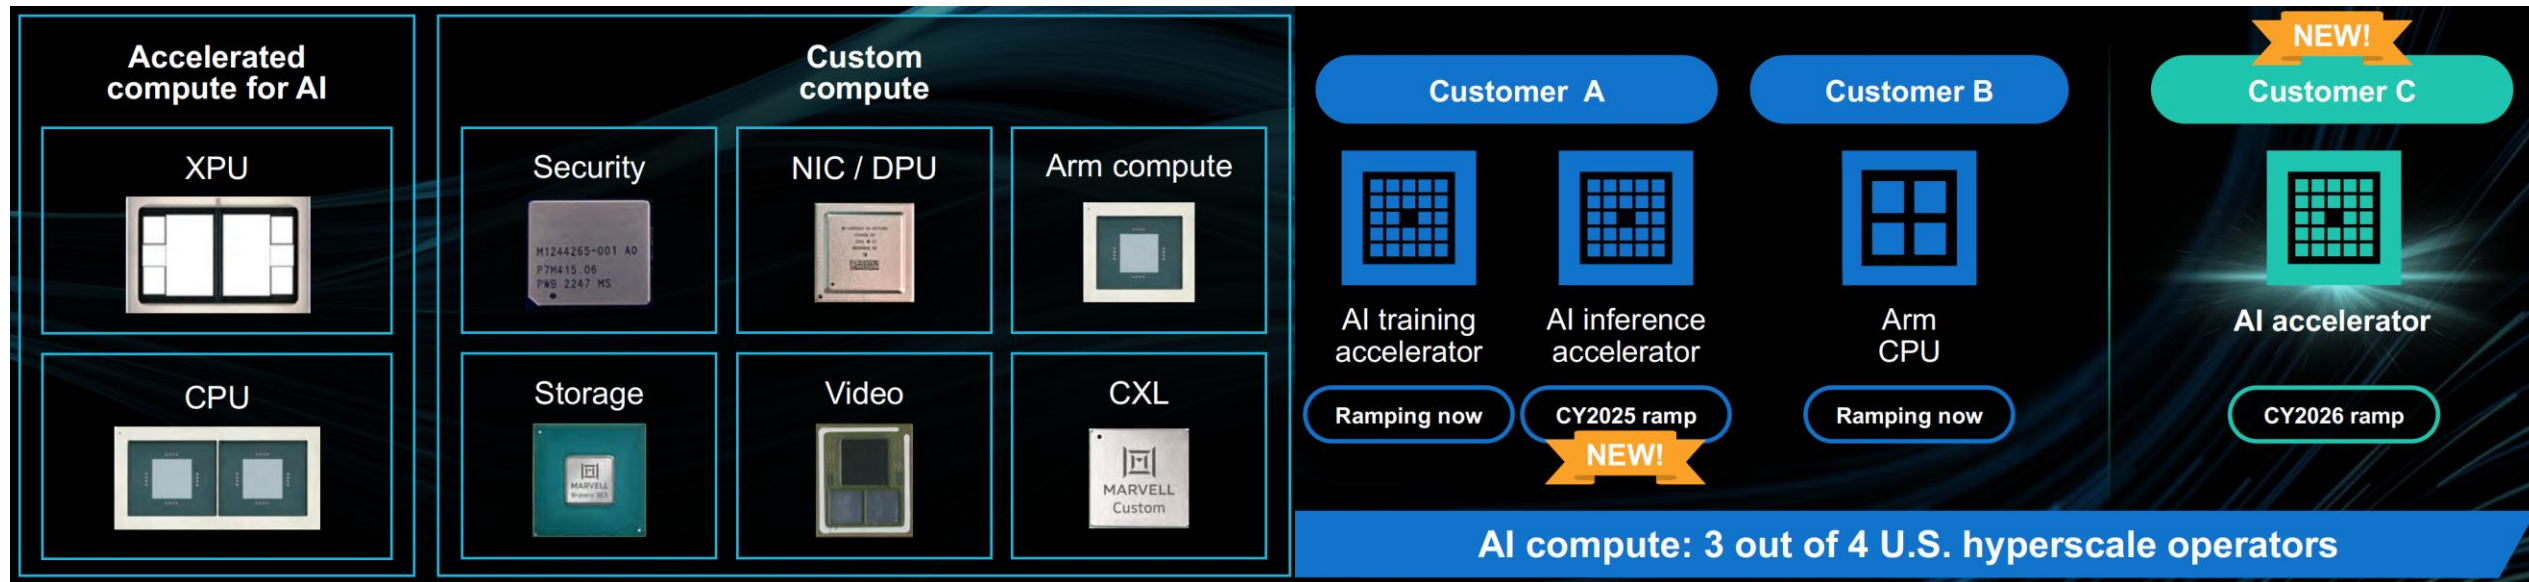 Accelerated
compute for AI
XPU
CPU
Custom
compute
Security
M1244265-001 A0
P7M415.06
PWB 2247 MS
NIC / DPU
Arm compute
Storage
MARVELL
Video
CXL
MARVELL
Custom
Customer A
AI training
accelerator
Ramping now
AI inference
accelerator
CY2025 ramp
NEW!
Customer B
Arm
CPU
Ramping now
NEW!
Customer C
AI accelerator
CY2026 ramp
AI compute: 3 out of 4 U.S. hyperscale operators